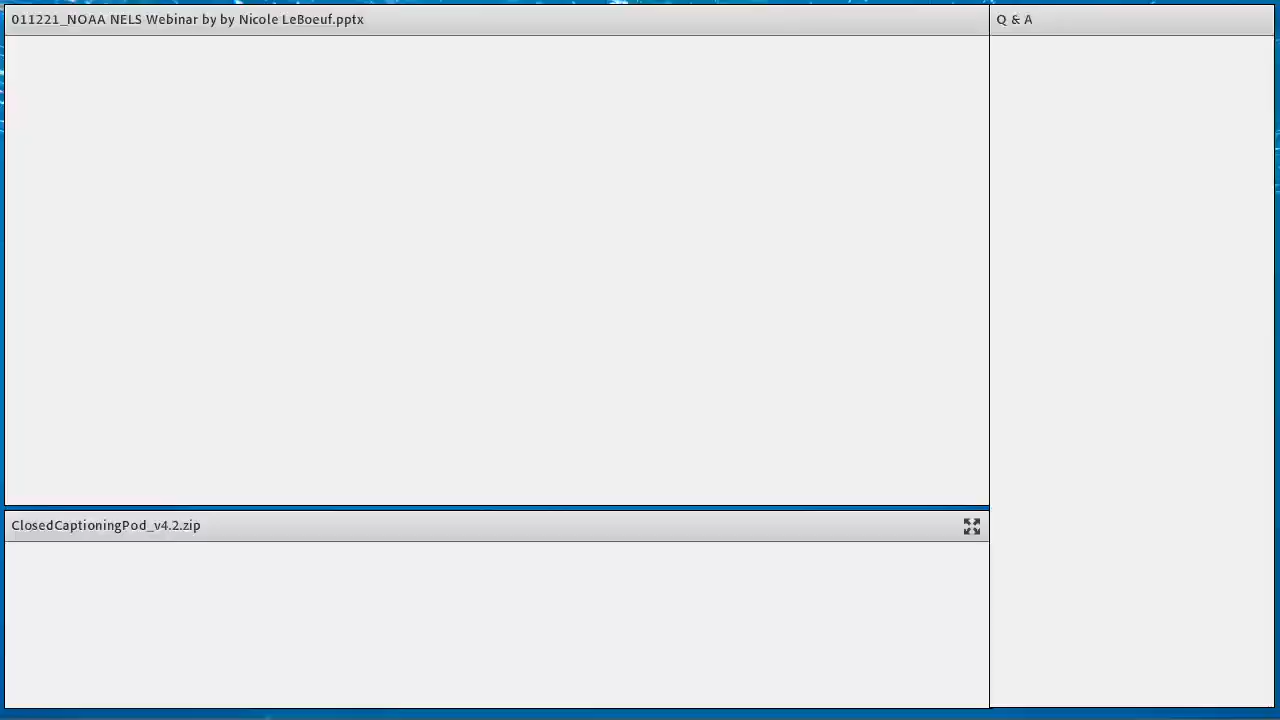 011221_NOAA NELS Webinar by by Nicole LeBoeuf.pptx
Q & A
ClosedCaptioningPod_v4.2.zip